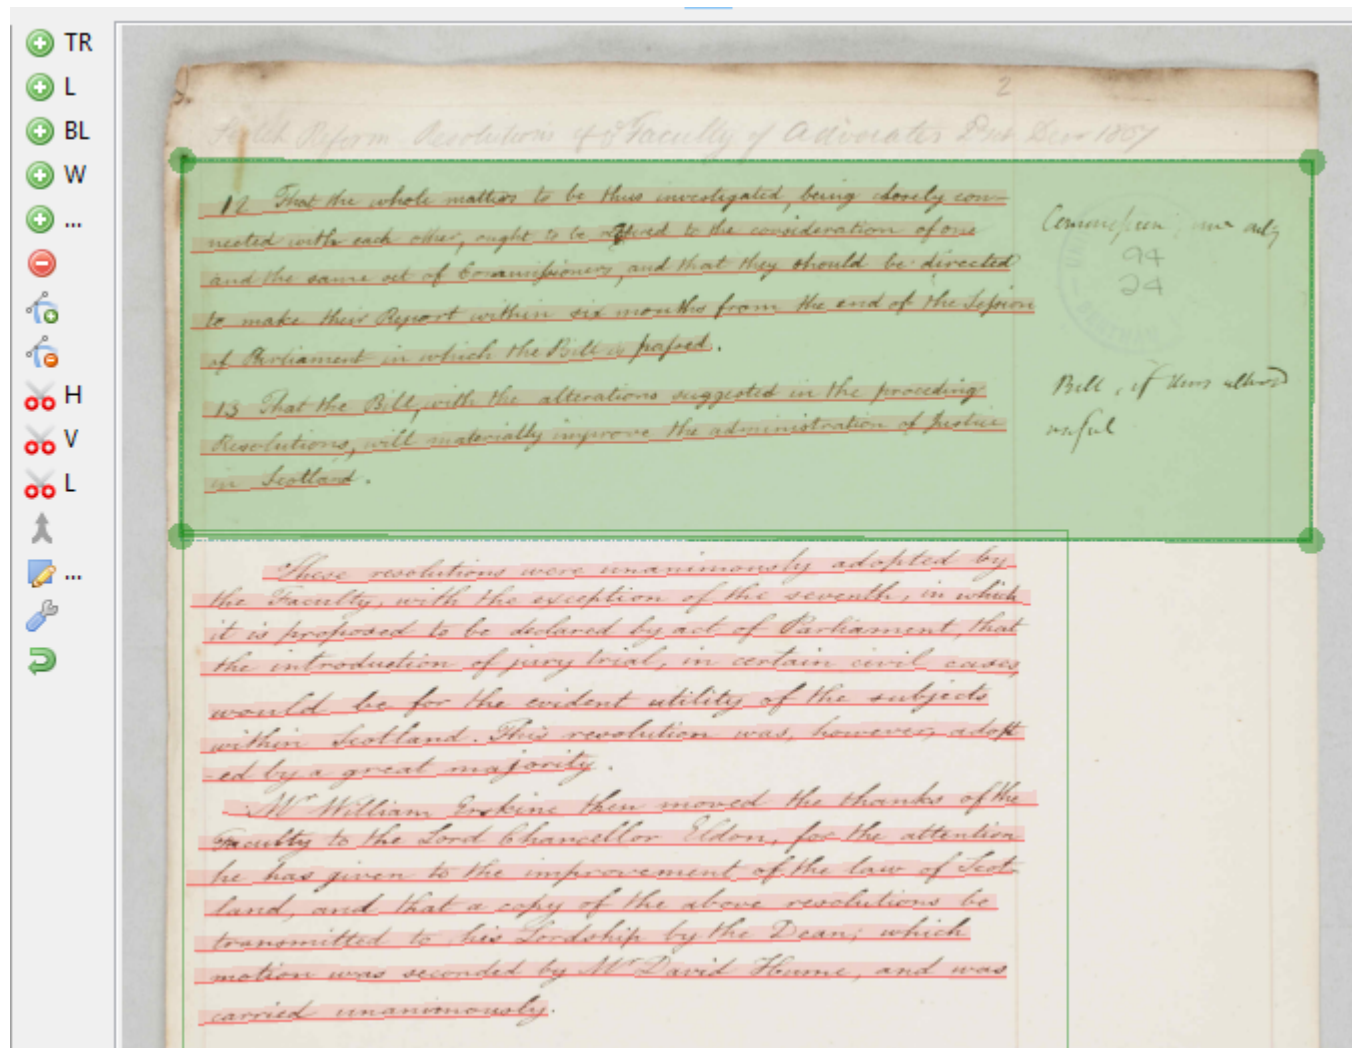 TR
L
BL
W
...
H
V
L
...
2
Scotch Reform Resolutions of Faculty of Advocates Dec 1807
12 That the whole matters to be thus investigated, being closely con-
nected with each other, ought to be referred to the consideration of one
and the same set of Commissioners, and that they should be directed
to make their Report within six months from the end of the Session
of Parliament in which the Bill is passed.
13 That the Bill, with the alterations suggested in the preceding
Resolutions, will materially improve the administration of Justice
in Scotland.
Commission; one only
94
24
Bill, if thus altered
useful
These resolutions were unanimously adopted by
the Faculty, with the exception of the seventh, in which
it is proposed to be declared by act of Parliament, that
the introduction of jury trial, in certain civil cases,
would be for the evident utility of the subjects
within Scotland. This resolution was, however, adopt
-ed by a great majority.
Mr William Erskine then moved the thanks of the
Faculty to the Lord Chancellor Eldon, for the attention
he has given to the improvement of the law of Scot-
land, and that a copy of the above resolutions be
transmitted to his Lordship by the Dean; which
motion was seconded by Mr David Hume, and was
carried unanimously.